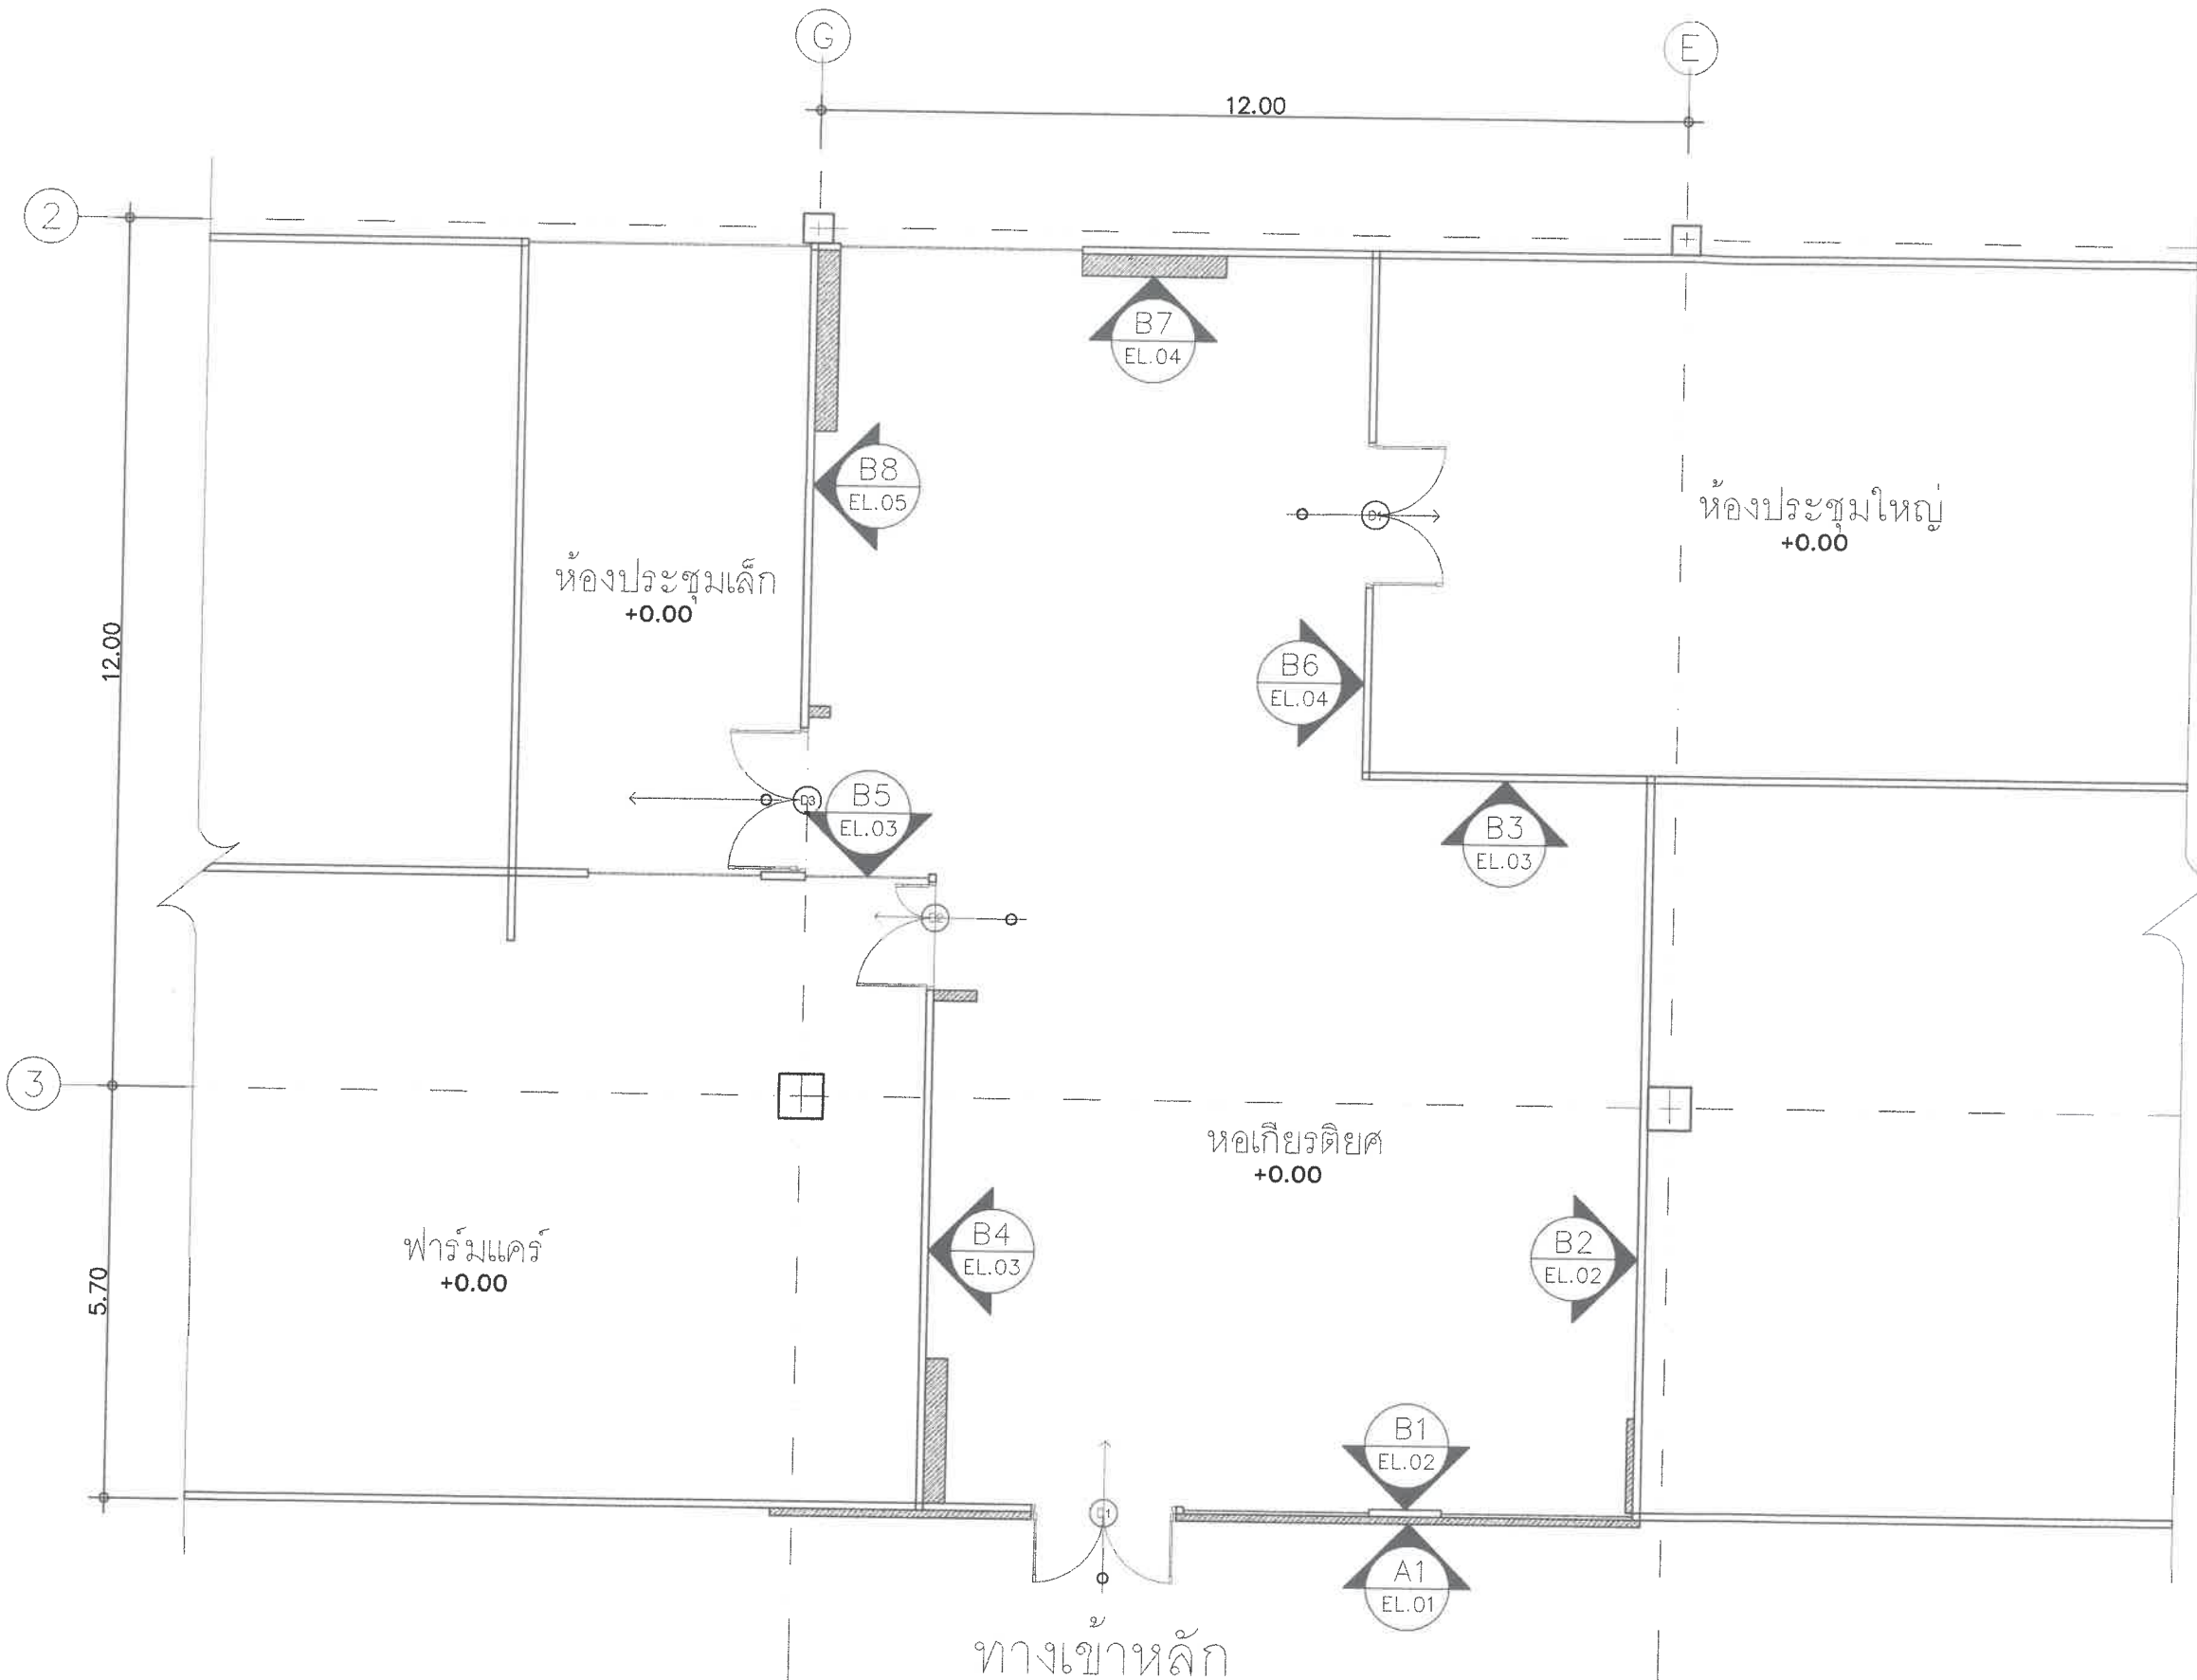 G
E
12.00
2
B7
EL.04
B8
EL.05
ห้องประชุมใหญ่
+0.00
ห้องประชุมเล็ก
+0.00
12.00
B6
EL.04
D3
B5
EL.03
B3
EL.03
D2
3
หอเกียรติยศ
+0.00
ฟาร์มแคร์
+0.00
B4
EL.03
B2
EL.02
5.70
B1
EL.02
D1
A1
EL.01
ทางเข้าหลัก